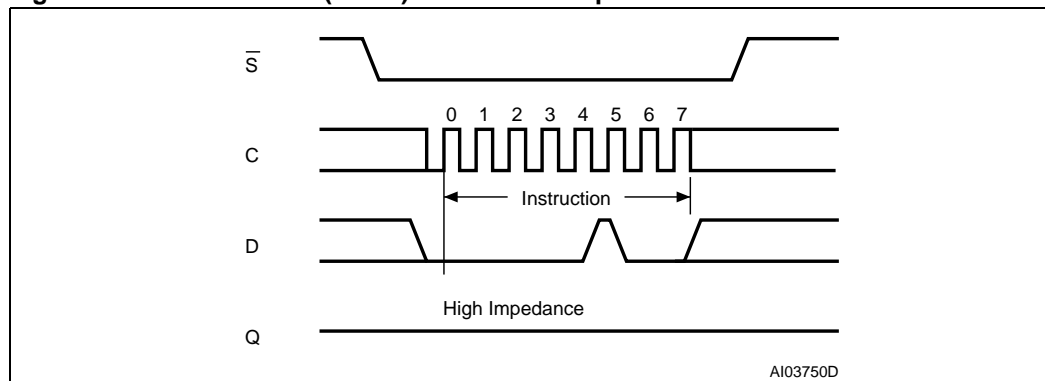 S̅
0 1 2 3 4 5 6 7
C
Instruction
D
High Impedance
Q
AI03750D